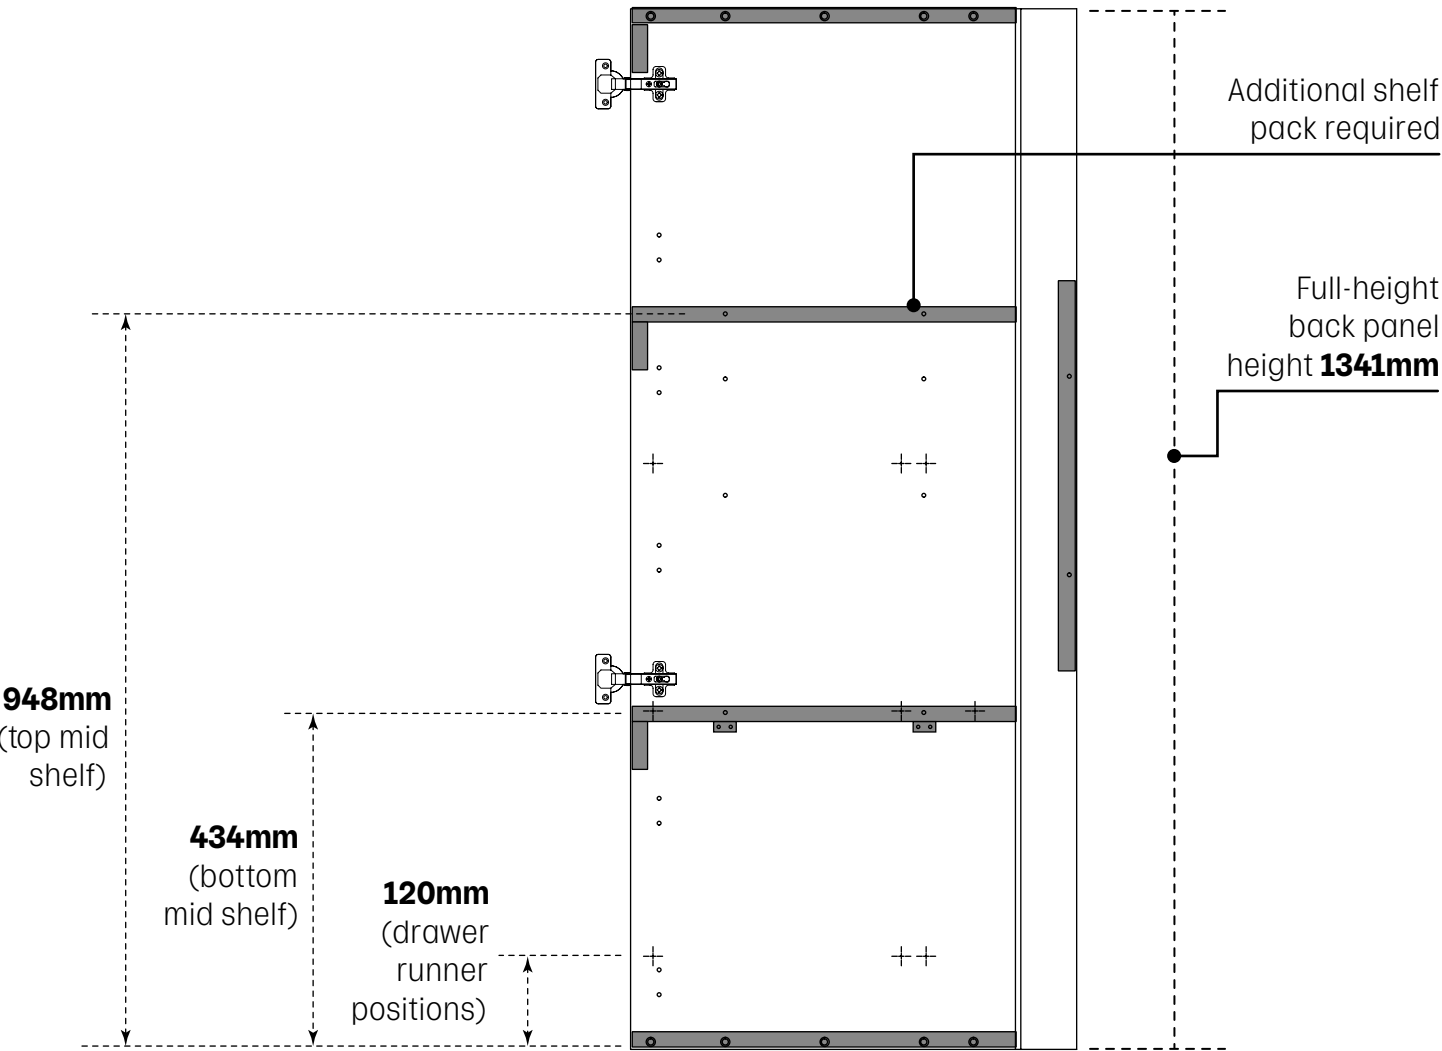 Additional shelf
pack required
Full-height
back panel
height 1341mm
948mm
(top mid
shelf)
434mm
(bottom
mid shelf)
120mm
(drawer
runner
positions)